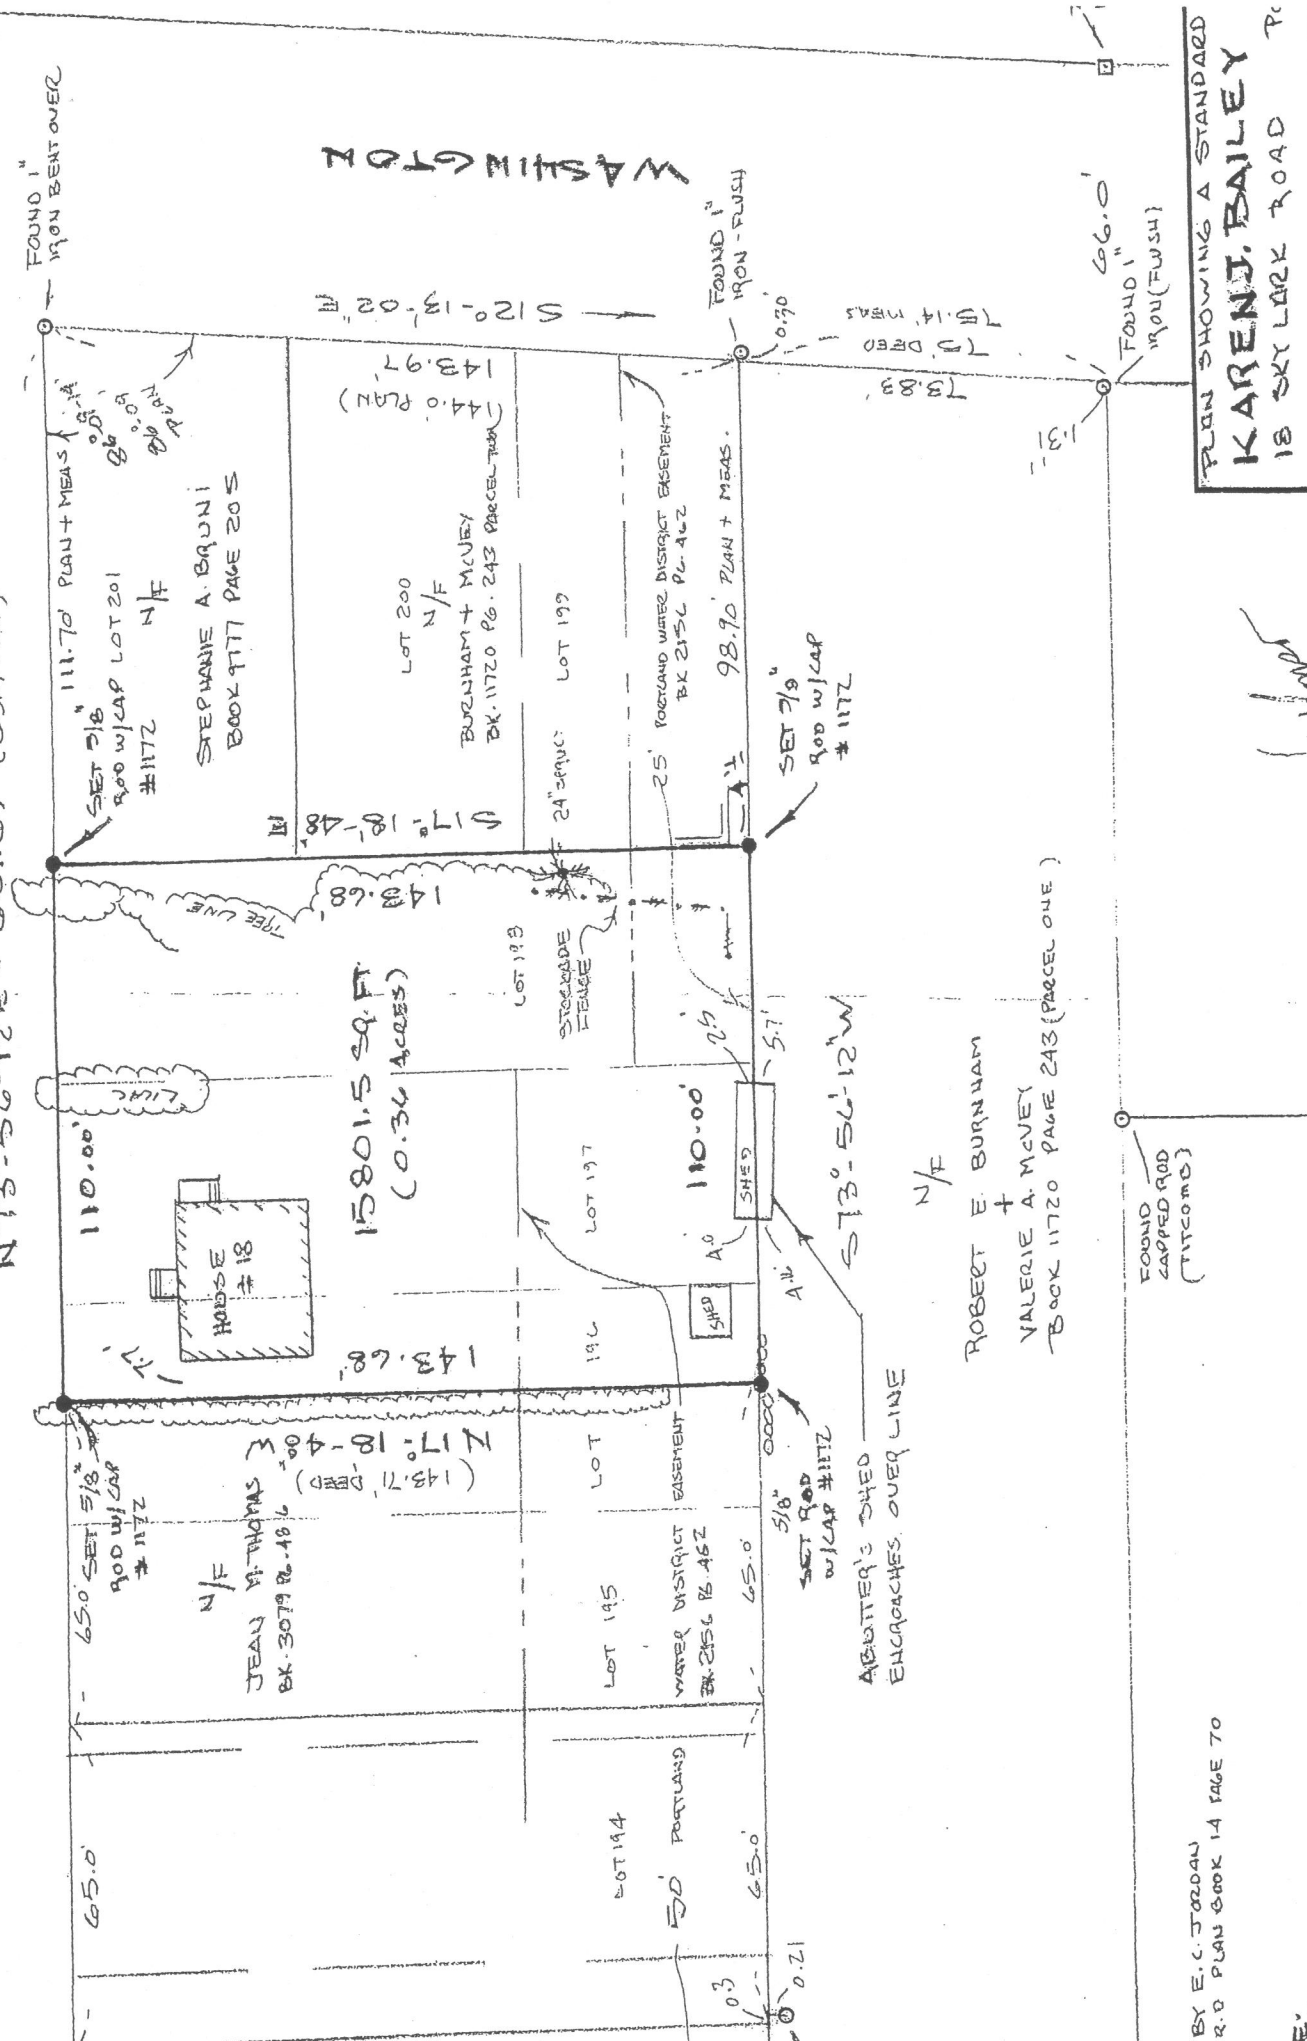 FOUND 1"
IRON BENT OVER
WASHINGTON
S12°-13'-02"E
143.97'
(144.0' PLAN)
FOUND 1"
IRON - FLUSH
0.30'
75.14' MEAS
75' DEED
73.83'
66.0'
FOUND 1"
IRON (FLUSH)
1.31'
PLAN SHOWING A STANDARD
KAREN J. BAILEY
18 SKYLARK ROAD
111.70' PLAN + MEAS
PLAN
SET 5/8"
ROD W/CAP
#1172
LOT 201
N/F
STEPHANIE A. BRUNI
BOOK 9777 PAGE 205
LOT 200
N/F
BURNHAM + McVEY
BK. 11720 PG. 243 PARCEL TWO
LOT 199
24" SPRUCE
25' PORTLAND WATER DISTRICT EASEMENT
BK 2156 PG. 462
98.90' PLAN + MEAS.
SET 5/8"
ROD W/CAP
#1172
S17°-18'-48"E
143.68'
TREE LINE
LILAC
110.00'
15801.5 SQ. FT.
(0.36 ACRES)
LOT 193
STOCKADE
FENCE
HOUSE
#18
7.7'
LOT 197
LOT 196
SHED
SHED
110.00'
2.5'
5.7'
4.0'
4.16'
S73°-56'-12"W
143.68'
N17°-18'-48"W
(143.71' DEED)
SET 5/8"
ROD W/CAP
#1172
65.0'
N/F
JEAN M. THOMAS
BK. 3079 PG. 486
LOT 195
50' PORTLAND WATER DISTRICT EASEMENT
BK. 2156 PG 462
65.0'
5/8"
SET ROD
W/CAP #1172
ABUTTER'S SHED
ENCROACHES OVER LINE
N/F
ROBERT E. BURNHAM
+
VALERIE A. McVEY
BOOK 11720 PAGE 243 (PARCEL ONE)
FOUND
CAPPED ROD
(TITCOMB)
65.0'
LOT 194
65.0'
0.3
0.21
BY E.C. JORDAN
R.D PLAN BOOK 14 PAGE 70